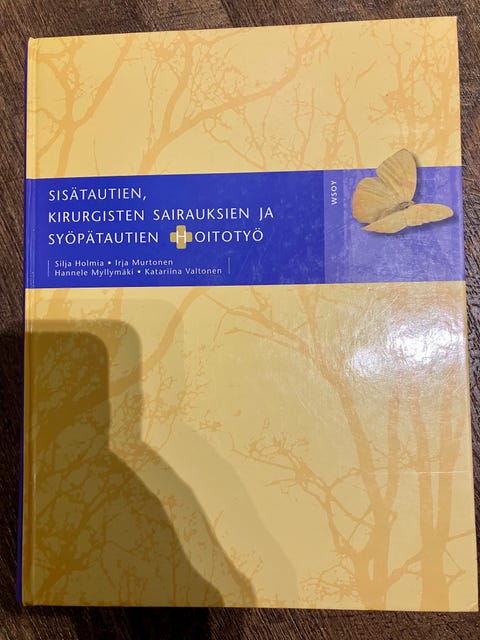 SISÄTAUTIEN,
KIRURGISTEN SAIRAUKSIEN JA
SYÖPÄTAUTIEN HOITOTYÖ
Silja Holmia • Irja Murtonen
Hannele Myllymäki • Katariina Valtonen
WSOY